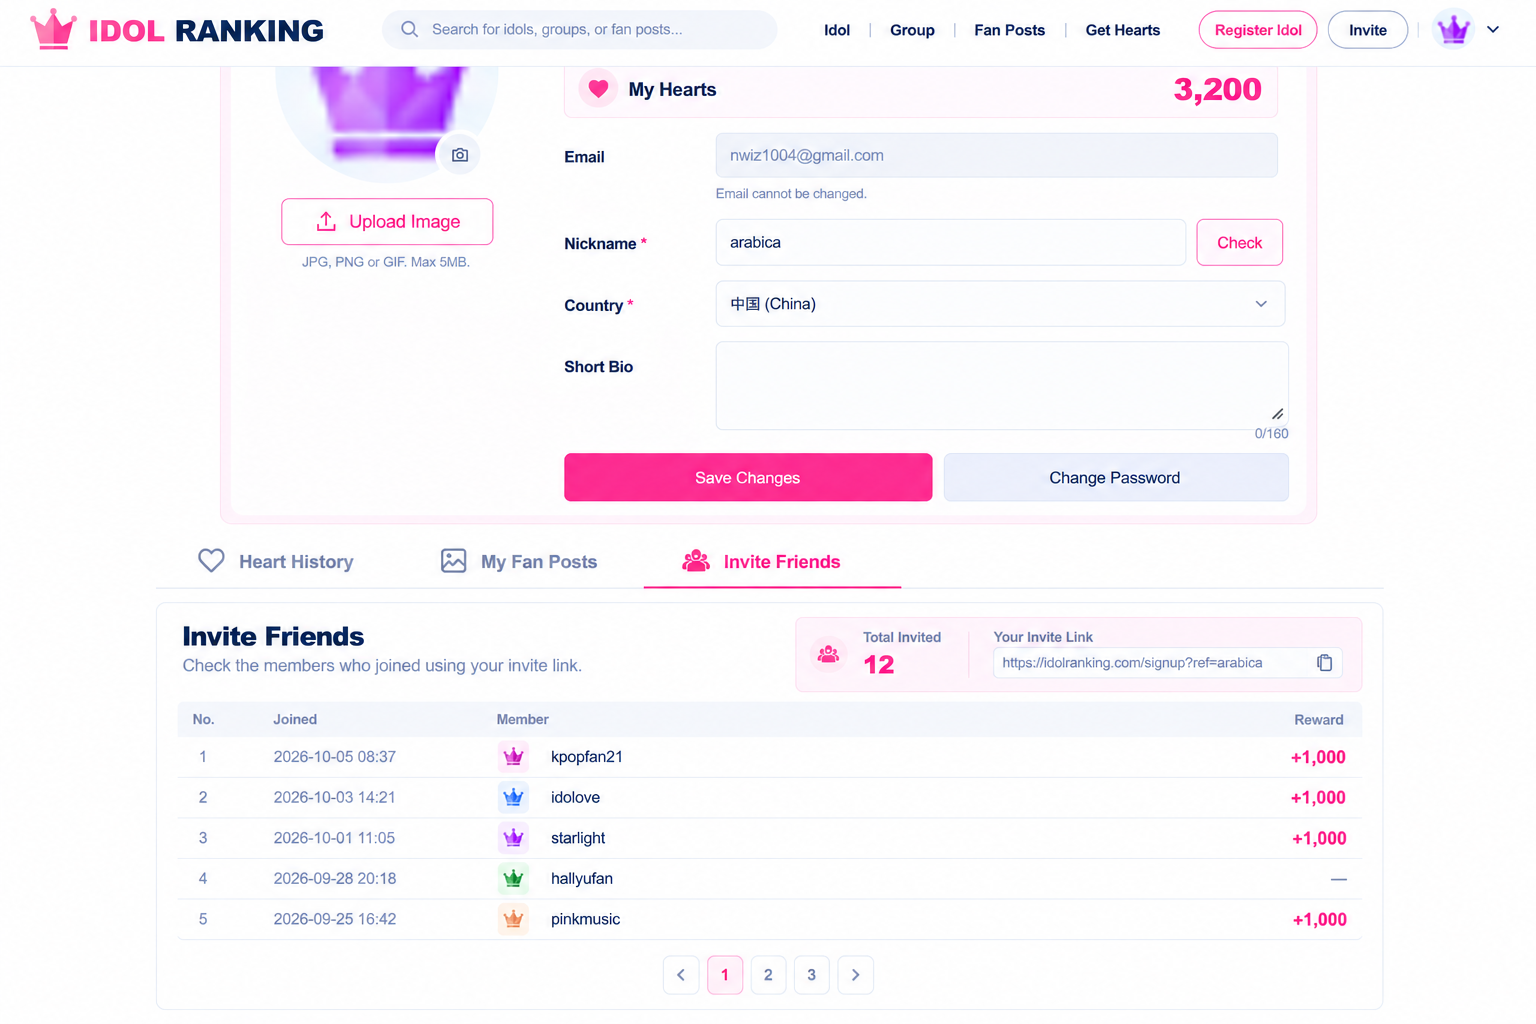 IDOL RANKING
Search for idols, groups, or fan posts...
Idol | Group | Fan Posts | Get Hearts
Register Idol
Invite
My Hearts
3,200
Email
nwiz1004@gmail.com
Email cannot be changed.
Upload Image
JPG, PNG or GIF. Max 5MB.
Nickname *
arabica
Check
Country *
中国 (China)
Short Bio
0/160
Save Changes
Change Password
Heart History
My Fan Posts
Invite Friends
Invite Friends
Check the members who joined using your invite link.
Total Invited
12
Your Invite Link
https://idolranking.com/signup?ref=arabica
No. Joined Member Reward
1 2026-10-05 08:37 kpopfan21 +1,000
2 2026-10-03 14:21 idolove +1,000
3 2026-10-01 11:05 starlight +1,000
4 2026-09-28 20:18 hallyufan —
5 2026-09-25 16:42 pinkmusic +1,000
1 2 3